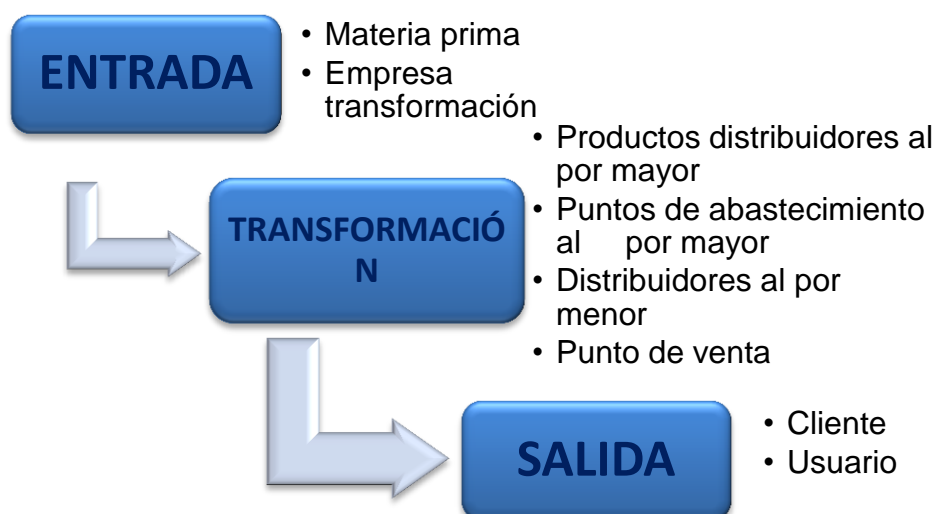 ENTRADA
• Materia prima
• Empresa
transformación
TRANSFORMACIÓ
N
• Productos distribuidores al
por mayor
• Puntos de abastecimiento
al por mayor
• Distribuidores al por
menor
• Punto de venta
SALIDA
• Cliente
• Usuario